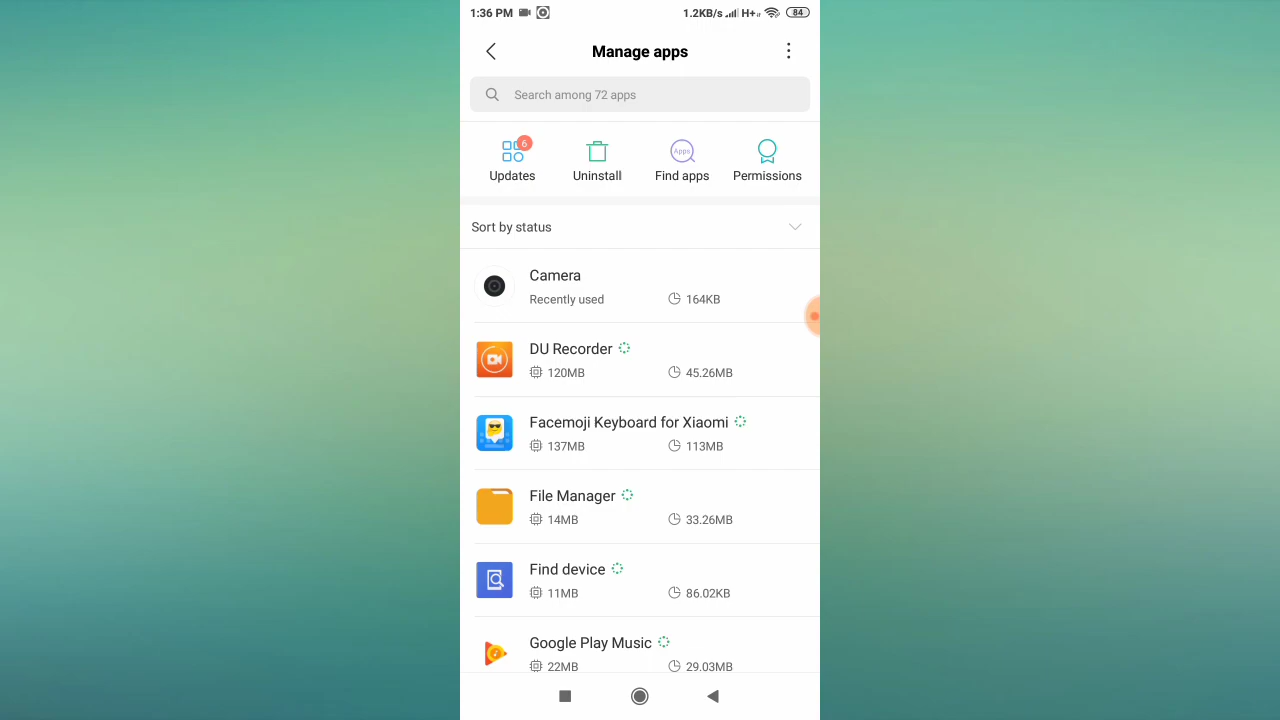 1:36 PM 1.2KB/s H+ 84
Manage apps
Search among 72 apps
6
Apps
Updates Uninstall Find apps Permissions
Sort by status
Camera
Recently used 164KB
DU Recorder
120MB 45.26MB
Facemoji Keyboard for Xiaomi
137MB 113MB
File Manager
14MB 33.26MB
Find device
11MB 86.02KB
Google Play Music
22MB 29.03MB